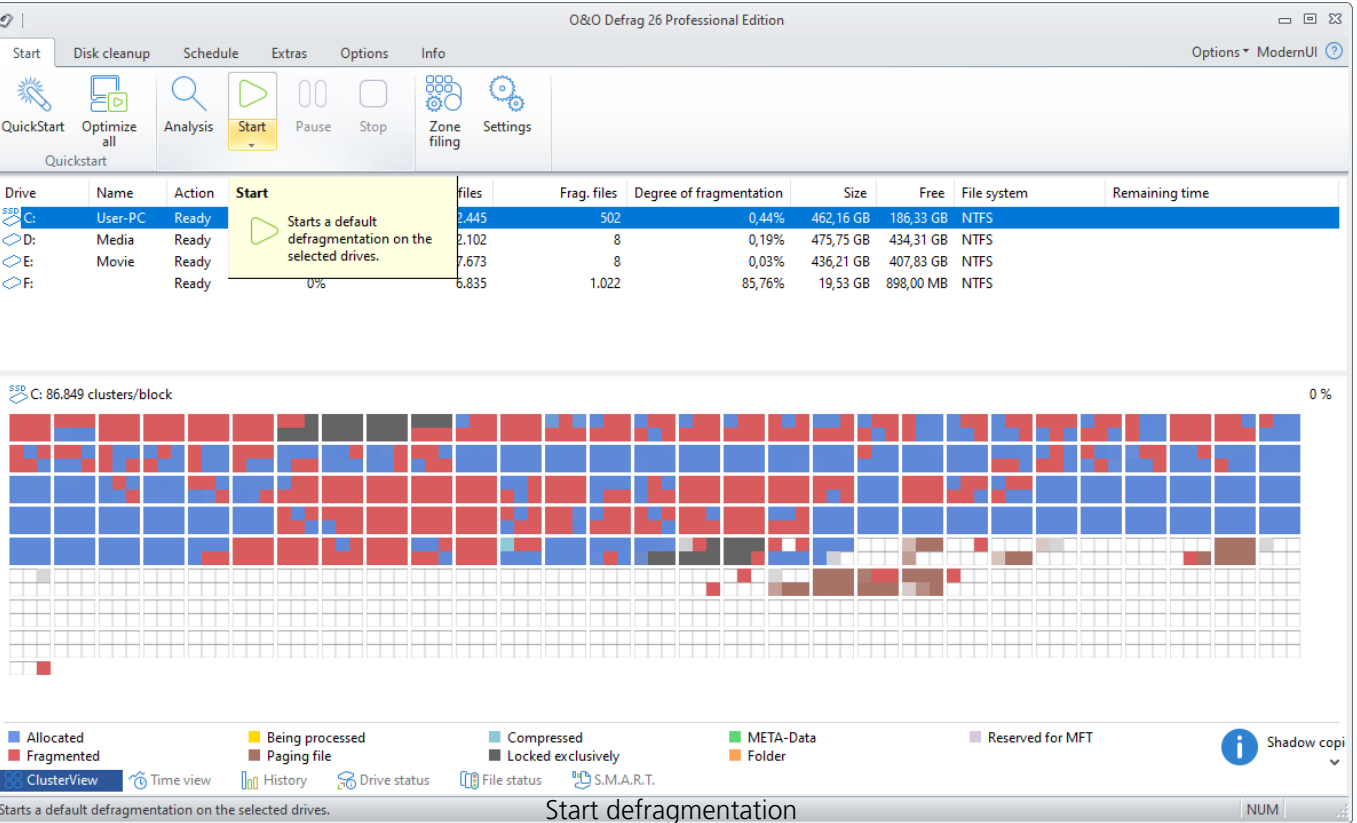 O&O Defrag 26 Professional Edition
Start Disk cleanup Schedule Extras Options Info Options ModernUI ?
QuickStart Optimize all Analysis Start Pause Stop Zone filing Settings
Quickstart
Drive Name Action Start files Frag. files Degree of fragmentation Size Free File system Remaining time
SSD C: User-PC Ready 2.445 502 0,44% 462,16 GB 186,33 GB NTFS
D: Media Ready 2.102 8 0,19% 475,75 GB 434,31 GB NTFS
E: Movie Ready 7.673 8 0,03% 436,21 GB 407,83 GB NTFS
F: Ready 0% 6.835 1.022 85,76% 19,53 GB 898,00 MB NTFS
Starts a default
defragmentation on the
selected drives.
SSD C: 86.849 clusters/block 0 %
Allocated Being processed Compressed META-Data Reserved for MFT
Fragmented Paging file Locked exclusively Folder
i Shadow copi
ClusterView Time view History Drive status File status S.M.A.R.T.
Starts a default defragmentation on the selected drives. NUM
Start defragmentation